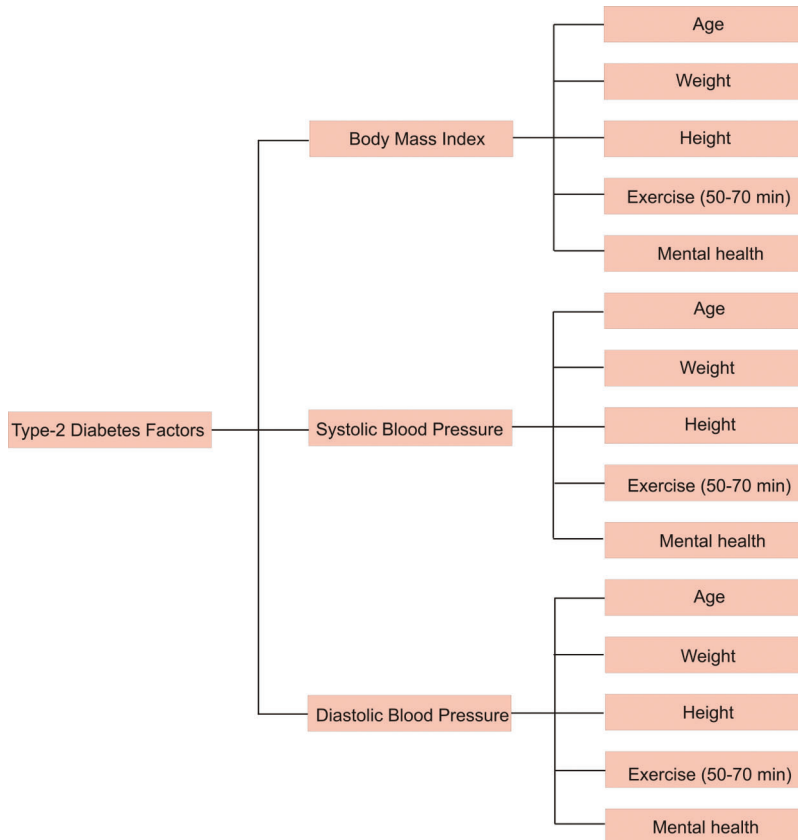 Type-2 Diabetes Factors
Body Mass Index
Age
Weight
Height
Exercise (50-70 min)
Mental health
Systolic Blood Pressure
Age
Weight
Height
Exercise (50-70 min)
Mental health
Diastolic Blood Pressure
Age
Weight
Height
Exercise (50-70 min)
Mental health